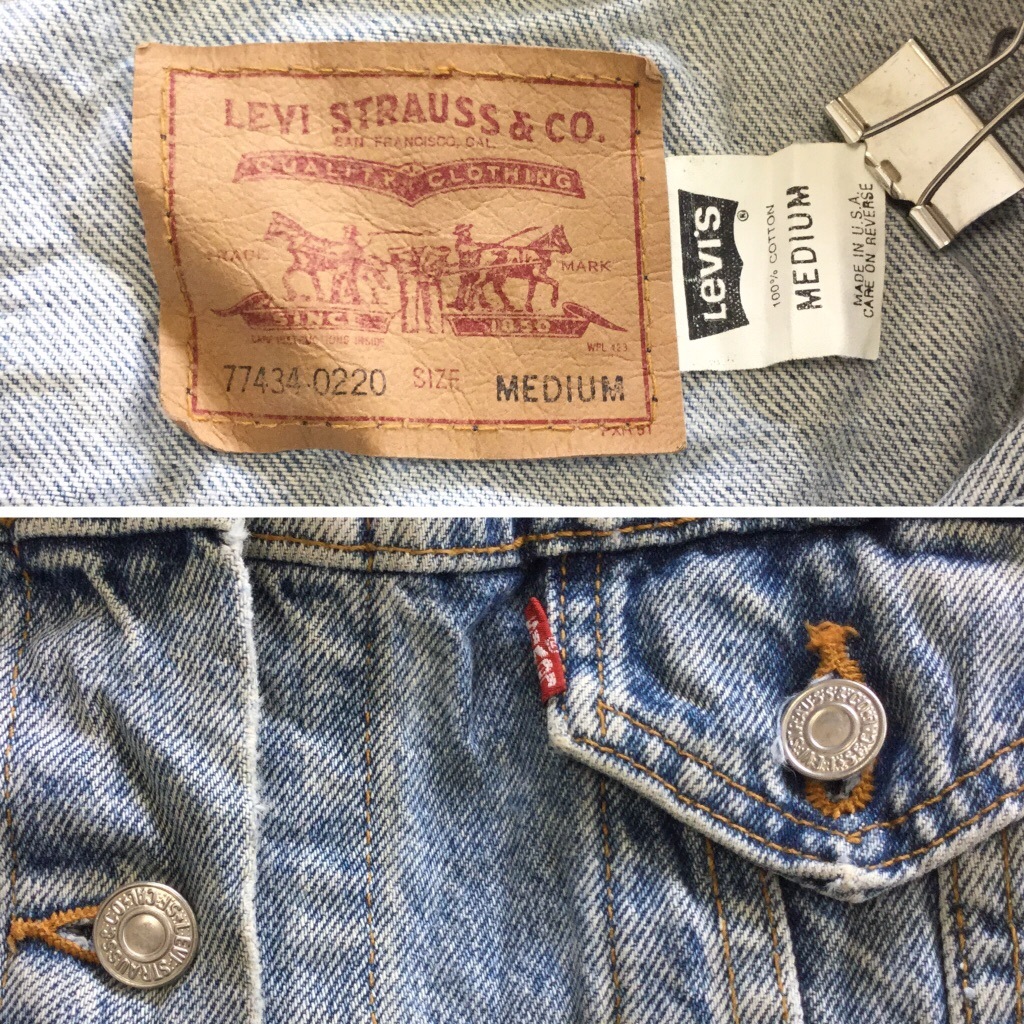 LEVI STRAUSS & CO.
SAN FRANCISCO, CAL.
QUALITY CLOTHING
TRADE MARK
SINCE 1850
INSIDE
WPL 423
77434-0220 SIZE MEDIUM
LEVI'S
®
100% COTTON
MEDIUM
MADE IN U.S.A.
CARE ON REVERSE
LEVI STRAUSS & CO
LEVI STRAUSS & CO